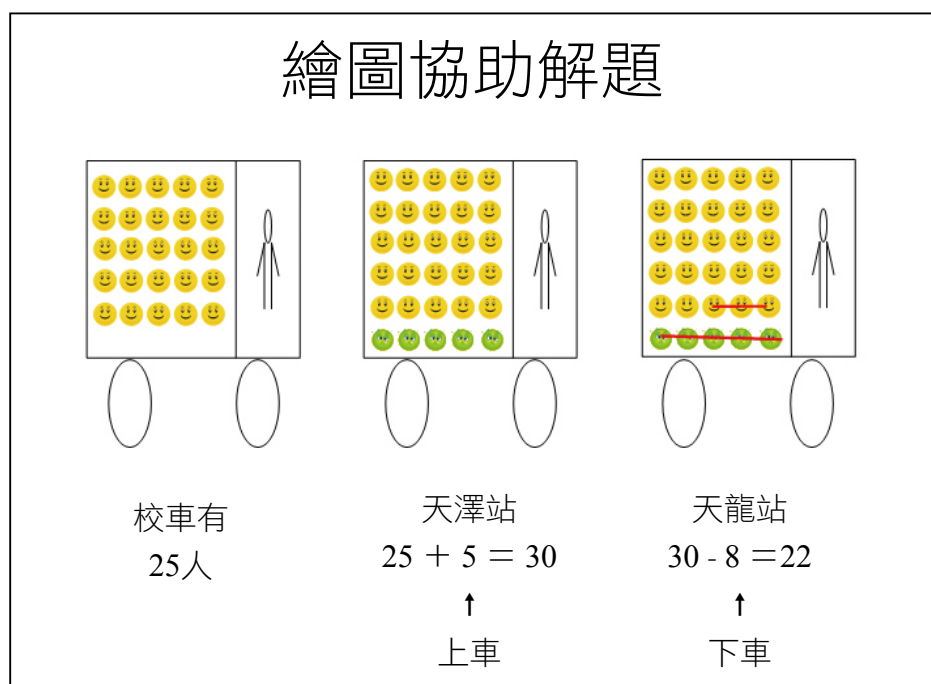 繪圖協助解題
校車有
25人
天澤站
25 + 5 = 30
↑
上車
天龍站
30 - 8 =22
↑
下車